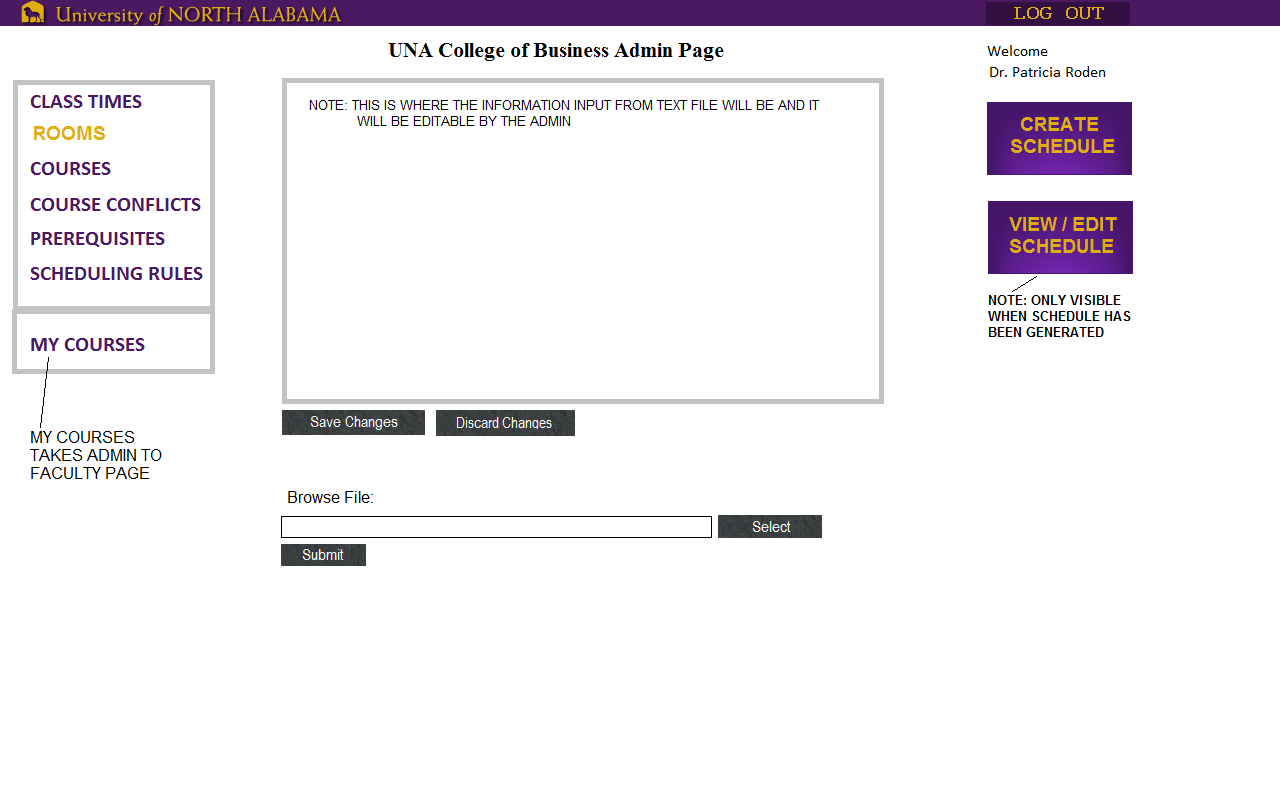 University of NORTH ALABAMA
LOG OUT
UNA College of Business Admin Page
Welcome
Dr. Patricia Roden
CLASS TIMES
ROOMS
COURSES
COURSE CONFLICTS
PREREQUISITES
SCHEDULING RULES
MY COURSES
MY COURSES
TAKES ADMIN TO
FACULTY PAGE
NOTE: THIS IS WHERE THE INFORMATION INPUT FROM TEXT FILE WILL BE AND IT
WILL BE EDITABLE BY THE ADMIN
Save Changes
Discard Changes
Browse File:
Select
Submit
CREATE
SCHEDULE
VIEW / EDIT
SCHEDULE
NOTE: ONLY VISIBLE
WHEN SCHEDULE HAS
BEEN GENERATED